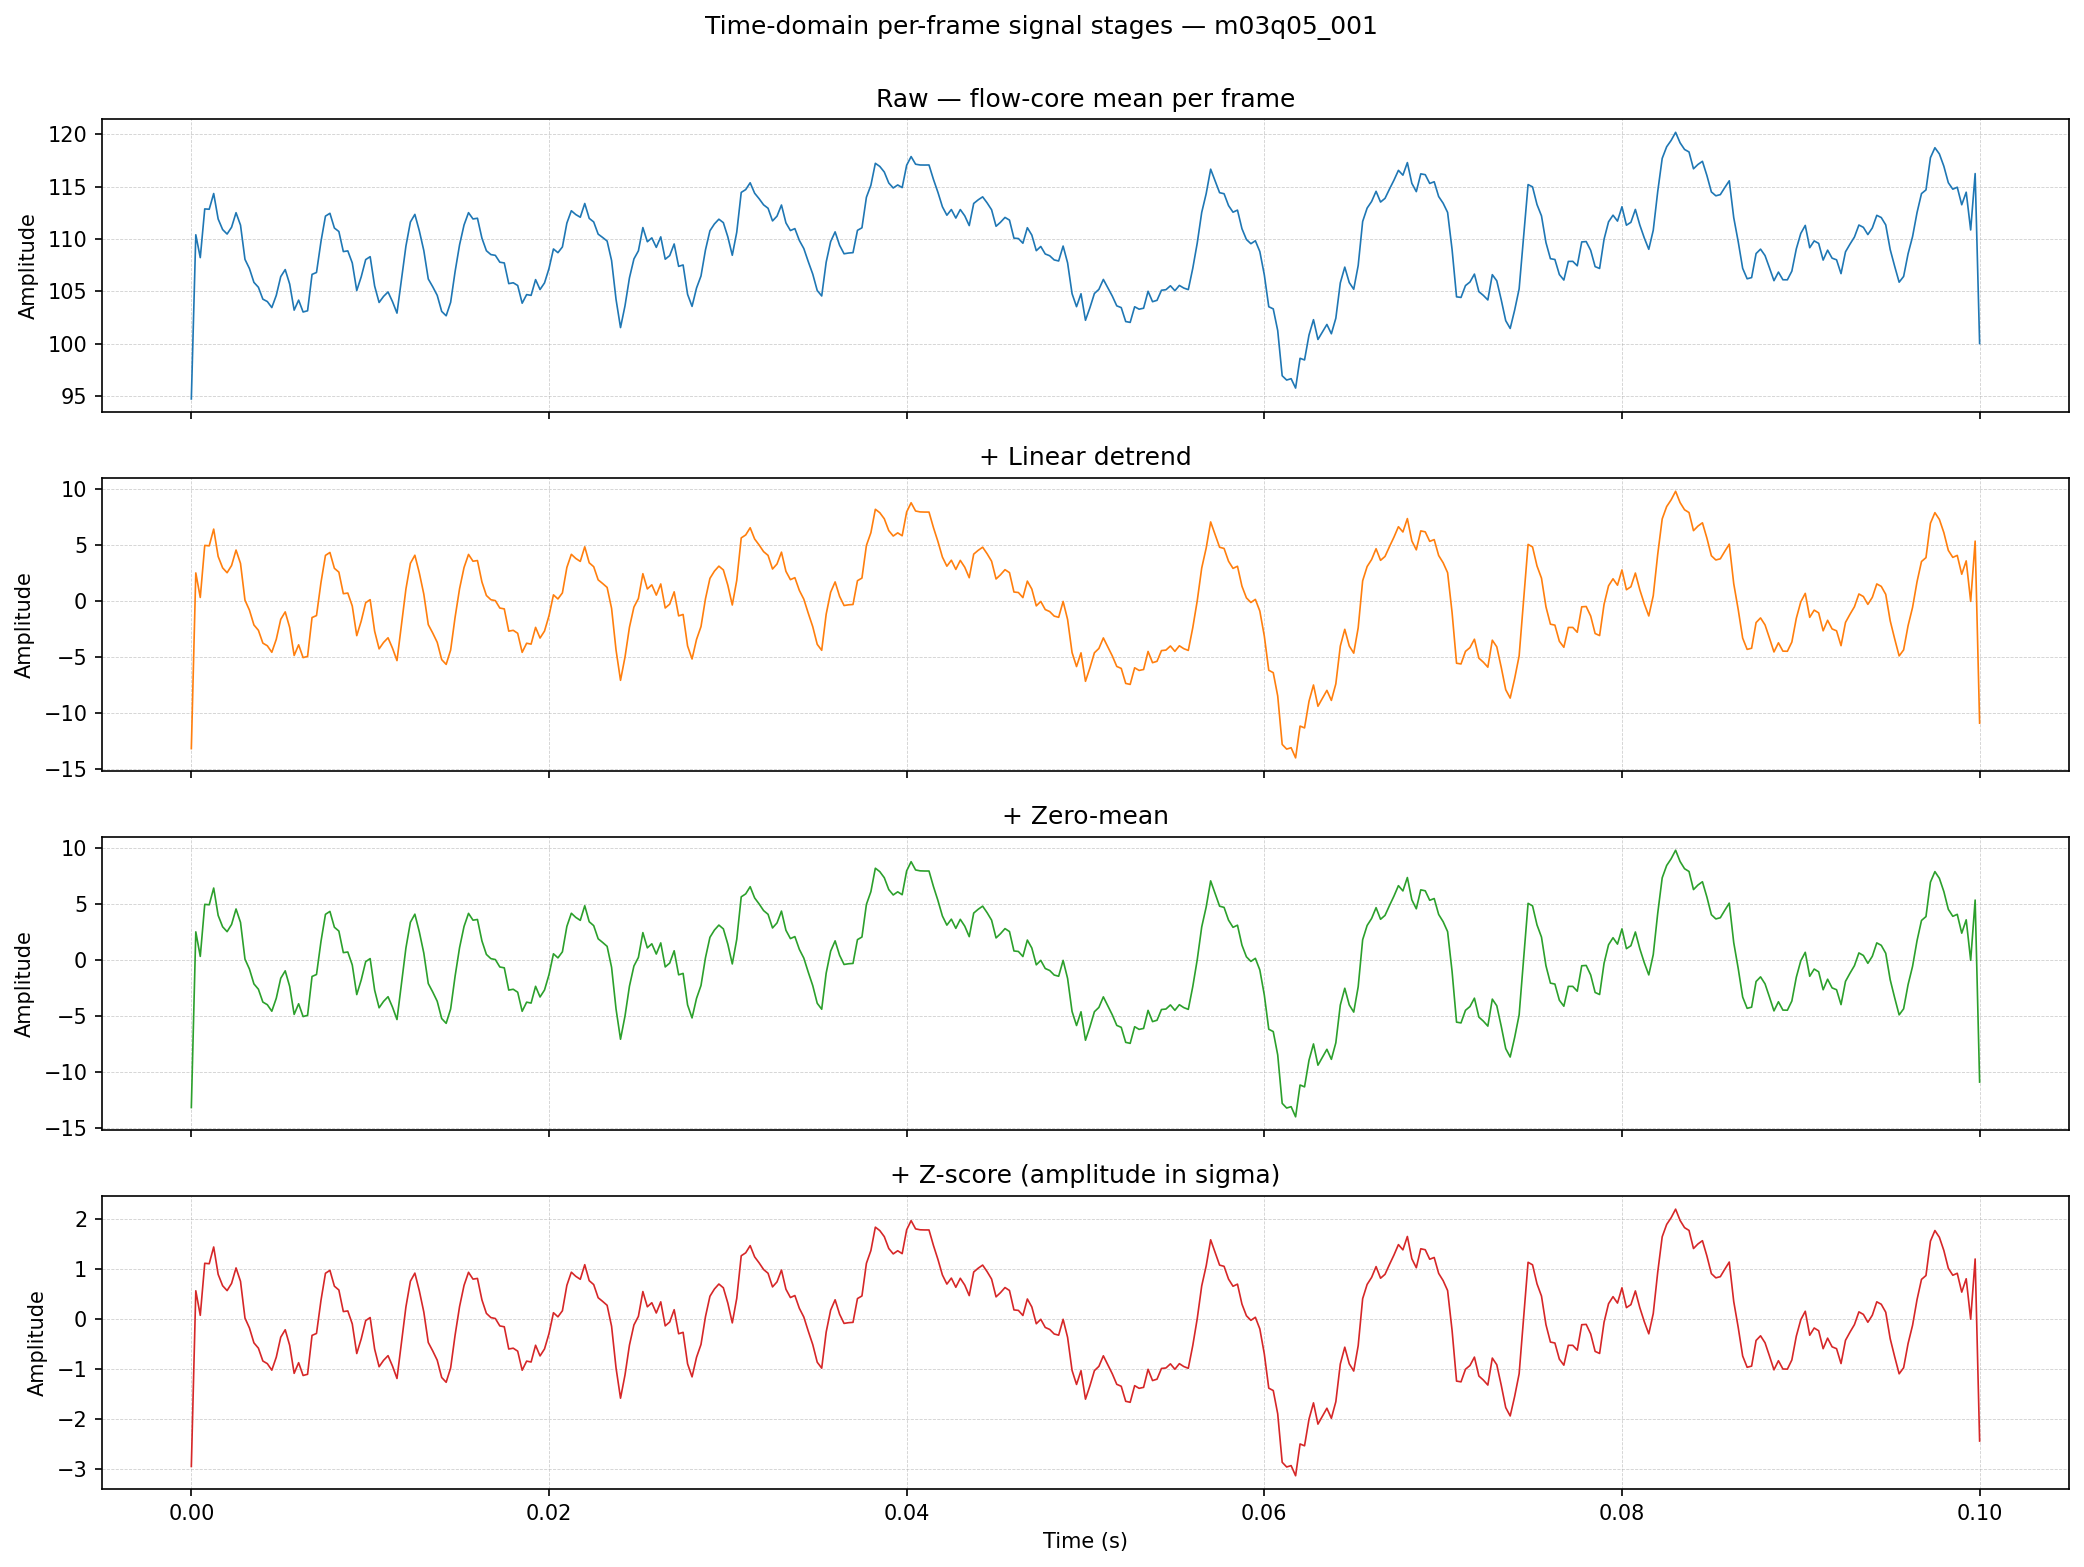 Time-domain per-frame signal stages — m03q05_001
Raw — flow-core mean per frame
Amplitude
120
115
110
105
100
95
+ Linear detrend
Amplitude
10
5
0
−5
−10
−15
+ Zero-mean
Amplitude
10
5
0
−5
−10
−15
+ Z-score (amplitude in sigma)
Amplitude
2
1
0
−1
−2
−3
0.00 0.02 0.04 0.06 0.08 0.10
Time (s)